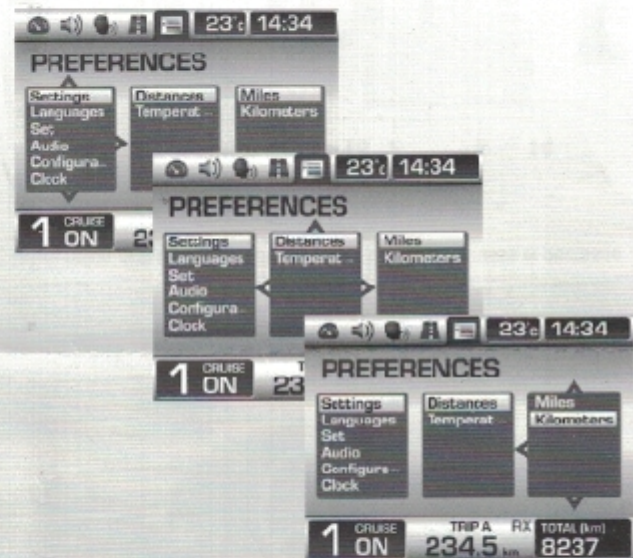 23°c 14:34
PREFERENCES
Settings Distances Miles
Languages Temperat... Kilometers
Set
Audio
Configura...
Clock
1 CRUISE ON
23°c 14:34
PREFERENCES
Settings Distances Miles
Languages Temperat... Kilometers
Set
Audio
Configura...
Clock
1 CRUISE ON 23
23°c 14:34
PREFERENCES
Settings Distances Miles
Languages Temperat... Kilometers
Set
Audio
Configura...
Clock
1 CRUISE ON TRIP A 234.5 km RX TOTAL (km) 8237